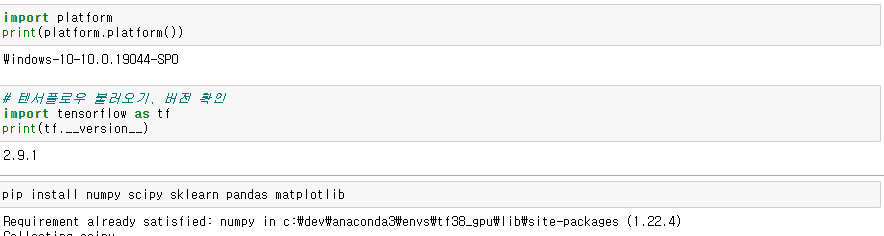 import platform
print(platform.platform())
Windows-10-10.0.19044-SP0
# 텐서플로우 불러오기, 버전 확인
import tensorflow as tf
print(tf.__version__)
2.9.1
pip install numpy scipy sklearn pandas matplotlib
Requirement already satisfied: numpy in c:\dev\anaconda3\envs\tf38_gpu\lib\site-packages (1.22.4)
Collecting scipy